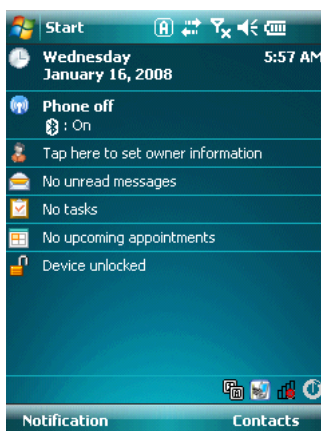 Start
A
Wednesday
5:57 AM
January 16, 2008
Phone off
: On
Tap here to set owner information
No unread messages
No tasks
No upcoming appointments
Device unlocked
Notification
Contacts